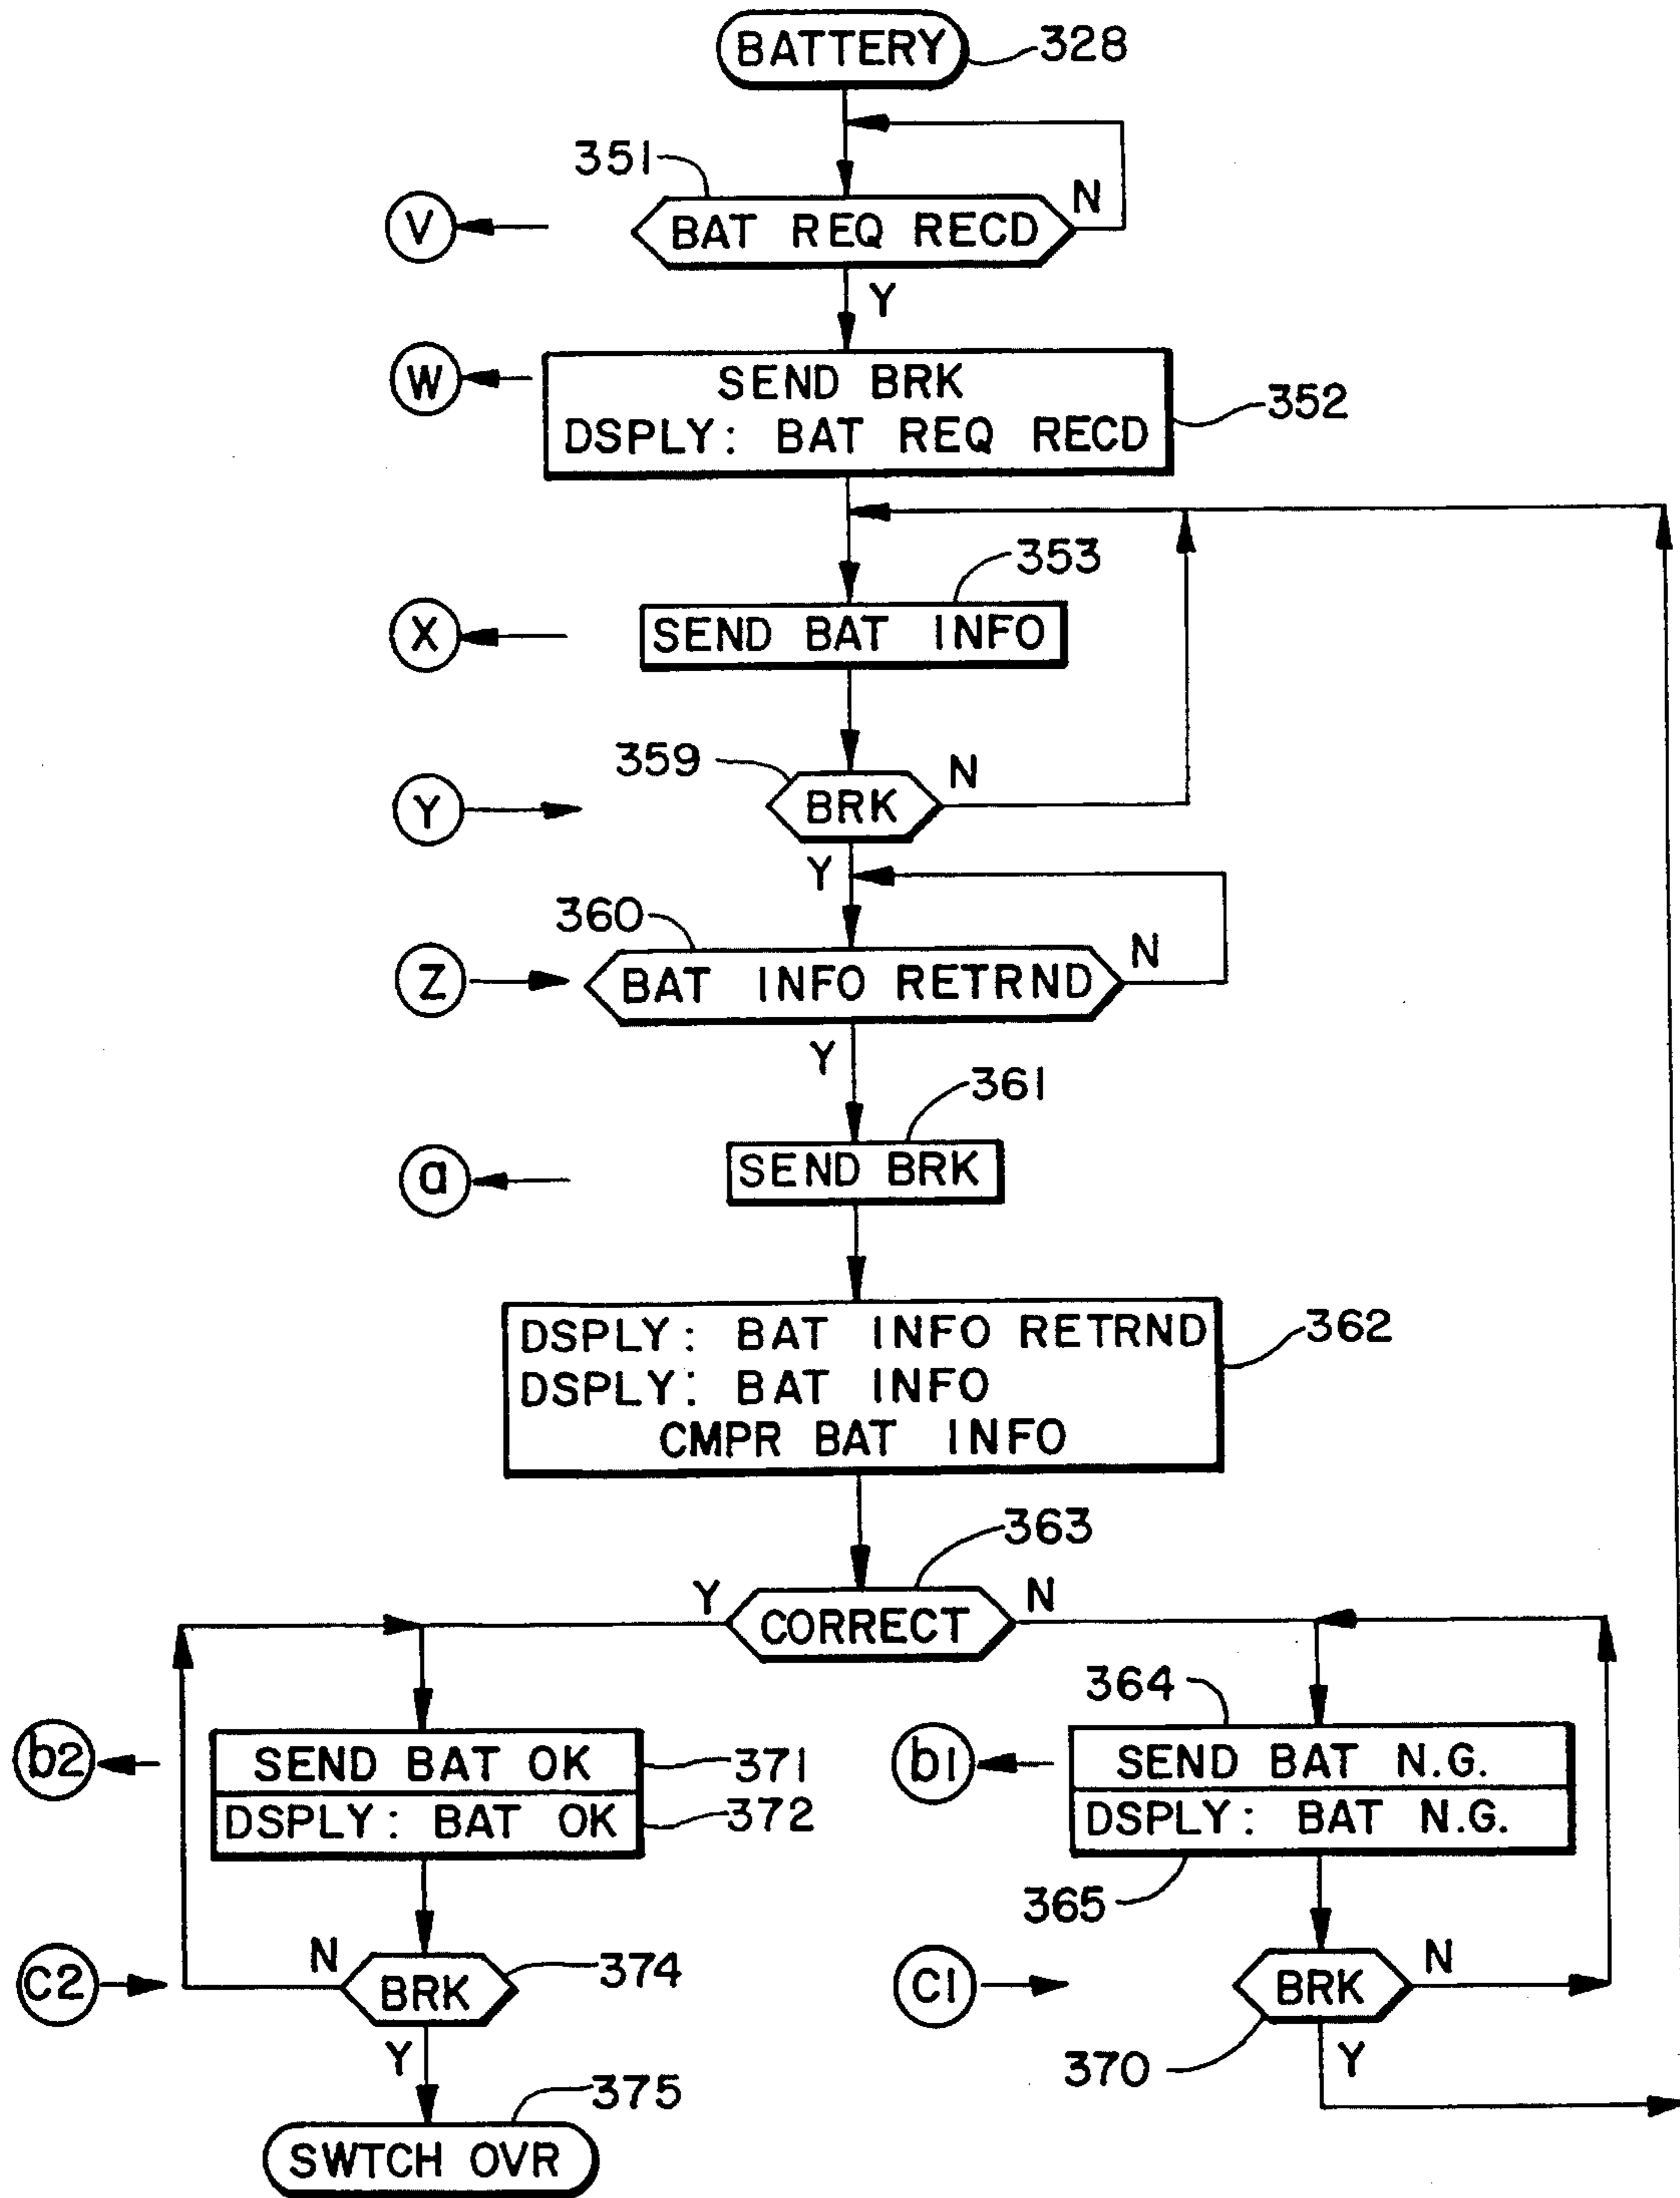 BATTERY
328
351
N
V
BAT REQ RECD
Y
W
SEND BRK
DSPLY: BAT REQ RECD
352
353
X
SEND BAT INFO
359
N
Y
BRK
Y
360
N
Z
BAT INFO RETRND
Y
361
a
SEND BRK
DSPLY: BAT INFO RETRND
362
DSPLY: BAT INFO
CMPR BAT INFO
363
Y
N
CORRECT
364
b2
SEND BAT OK
371
b1
SEND BAT N.G.
DSPLY: BAT OK
372
DSPLY: BAT N.G.
365
C2
N
BRK
374
C1
BRK
N
Y
370
Y
375
SWTCH OVR